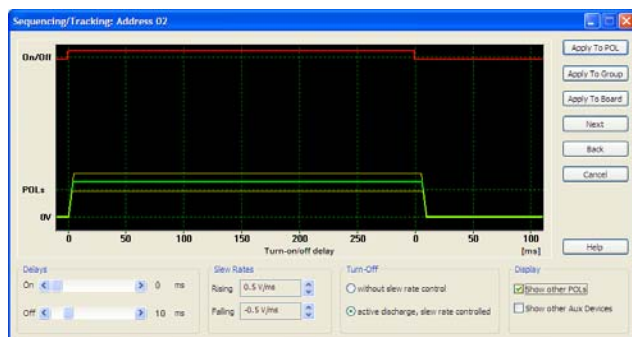 Sequencing/Tracking: Address 02
On/Off
POLs
0V
0 50 100 150 200 250 300 0 50 100
Turn-on/off delay [ms]
Apply To POL
Apply To Group
Apply To Board
Next
Back
Cancel
Help
Delays
On 0 ms
Off 10 ms
Slew Rates
Rising 0.5 V/ms
Falling -0.5 V/ms
Turn-Off
without slew rate control
active discharge, slew rate controlled
Display
Show other POLs
Show other Aux Devices